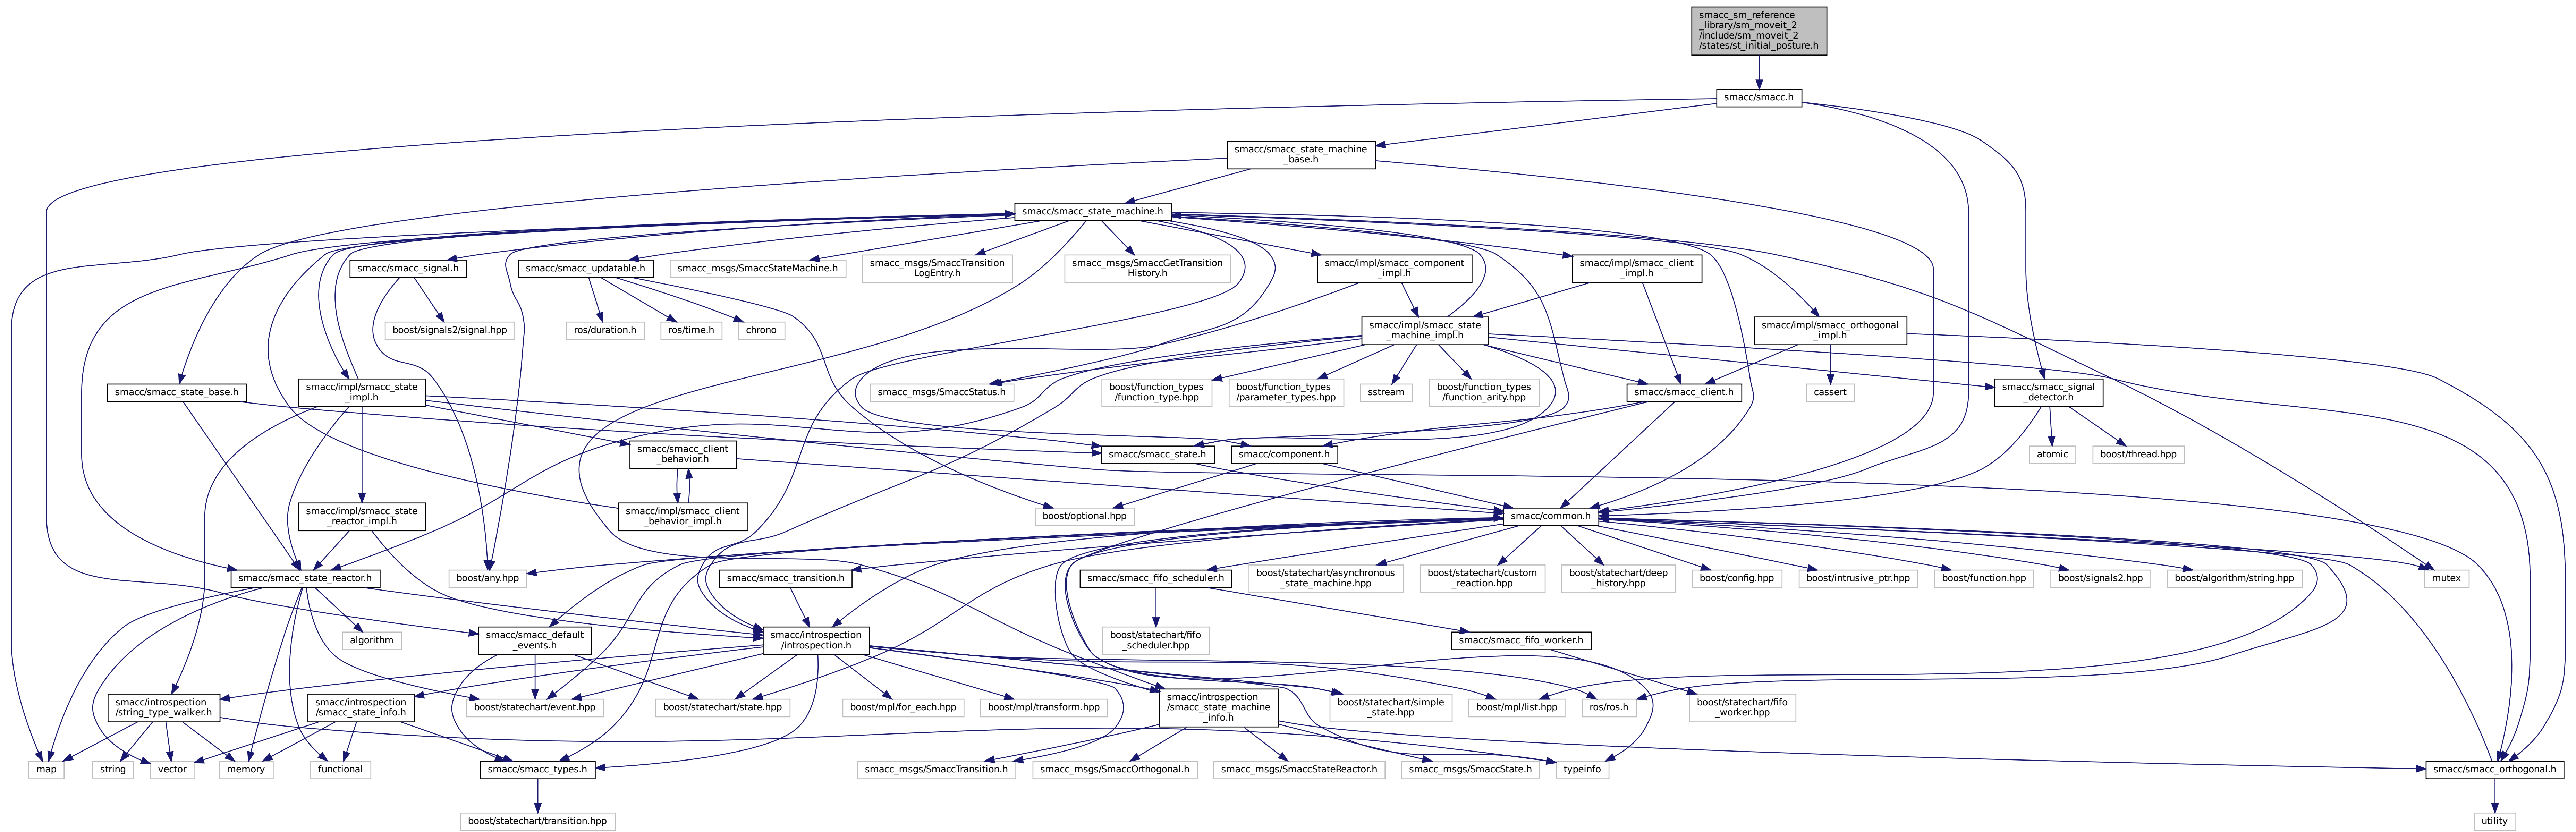 smacc_sm_reference
_library/sm_moveit_2
/include/sm_moveit_2
/states/st_initial_posture.h
smacc/smacc.h
smacc/smacc_state_machine
_base.h
smacc/smacc_state_machine.h
smacc/smacc_signal.h
smacc/smacc_updatable.h
smacc_msgs/SmaccStateMachine.h
smacc_msgs/SmaccTransition
LogEntry.h
smacc_msgs/SmaccGetTransition
History.h
smacc/impl/smacc_component
_impl.h
smacc/impl/smacc_client
_impl.h
boost/signals2/signal.hpp
ros/duration.h
ros/time.h
chrono
smacc/impl/smacc_state
_machine_impl.h
smacc/impl/smacc_orthogonal
_impl.h
smacc/smacc_state_base.h
smacc/impl/smacc_state
_impl.h
smacc_msgs/SmaccStatus.h
boost/function_types
/function_type.hpp
boost/function_types
/parameter_types.hpp
sstream
boost/function_types
/function_arity.hpp
smacc/smacc_client.h
cassert
smacc/smacc_signal
_detector.h
smacc/smacc_client
_behavior.h
smacc/smacc_state.h
smacc/component.h
atomic
boost/thread.hpp
smacc/impl/smacc_state
_reactor_impl.h
smacc/impl/smacc_client
_behavior_impl.h
boost/optional.hpp
smacc/common.h
smacc/smacc_state_reactor.h
boost/any.hpp
smacc/smacc_transition.h
smacc/smacc_fifo_scheduler.h
boost/statechart/asynchronous
_state_machine.hpp
boost/statechart/custom
_reaction.hpp
boost/statechart/deep
_history.hpp
boost/config.hpp
boost/intrusive_ptr.hpp
boost/function.hpp
boost/signals2.hpp
boost/algorithm/string.hpp
mutex
algorithm
smacc/smacc_default
_events.h
smacc/introspection
/introspection.h
boost/statechart/fifo
_scheduler.hpp
smacc/smacc_fifo_worker.h
smacc/introspection
/string_type_walker.h
smacc/introspection
/smacc_state_info.h
boost/statechart/event.hpp
boost/statechart/state.hpp
boost/mpl/for_each.hpp
boost/mpl/transform.hpp
smacc/introspection
/smacc_state_machine
_info.h
boost/statechart/simple
_state.hpp
boost/mpl/list.hpp
ros/ros.h
boost/statechart/fifo
_worker.hpp
map
string
vector
memory
functional
smacc/smacc_types.h
smacc_msgs/SmaccTransition.h
smacc_msgs/SmaccOrthogonal.h
smacc_msgs/SmaccStateReactor.h
smacc_msgs/SmaccState.h
typeinfo
smacc/smacc_orthogonal.h
boost/statechart/transition.hpp
utility